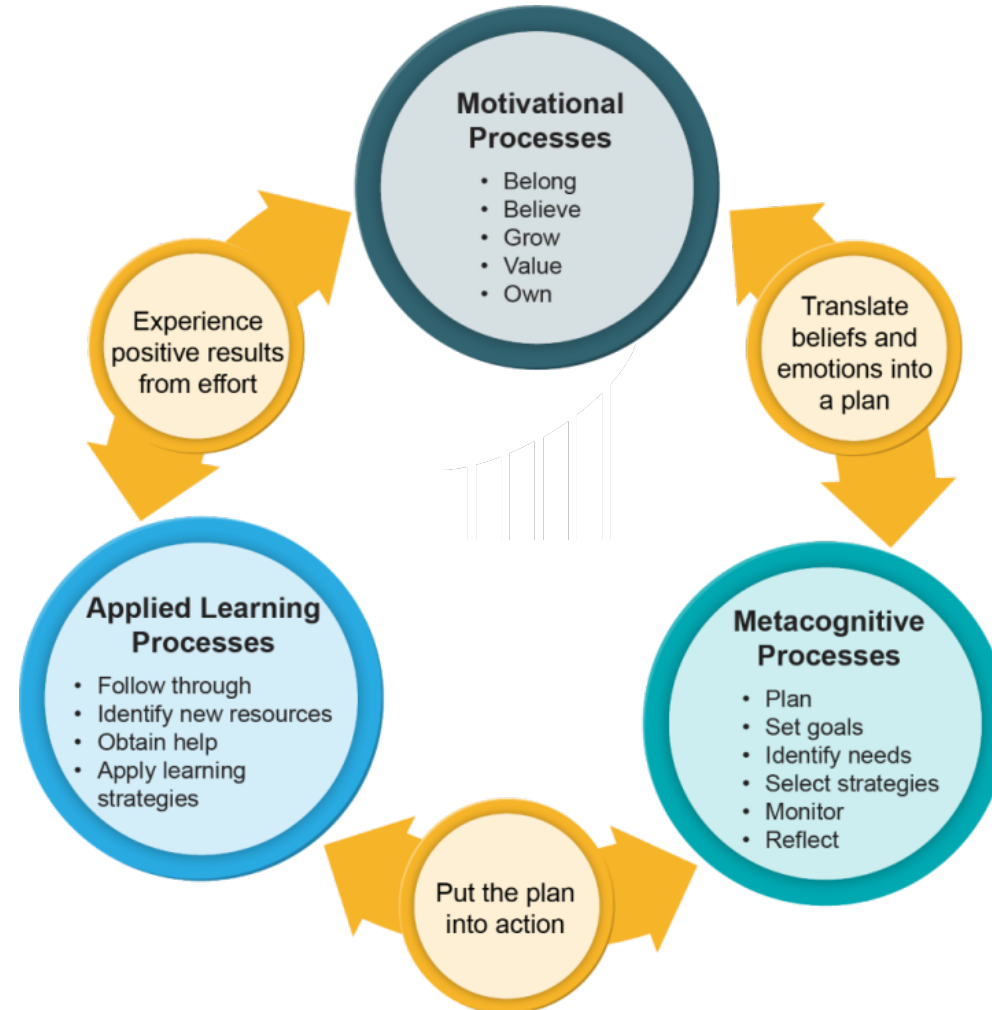 Motivational
Processes
• Belong
• Believe
• Grow
• Value
• Own
Translate
beliefs and
emotions into
a plan
Metacognitive
Processes
• Plan
• Set goals
• Identify needs
• Select strategies
• Monitor
• Reflect
Put the plan
into action
Applied Learning
Processes
• Follow through
• Identify new resources
• Obtain help
• Apply learning
strategies
Experience
positive results
from effort